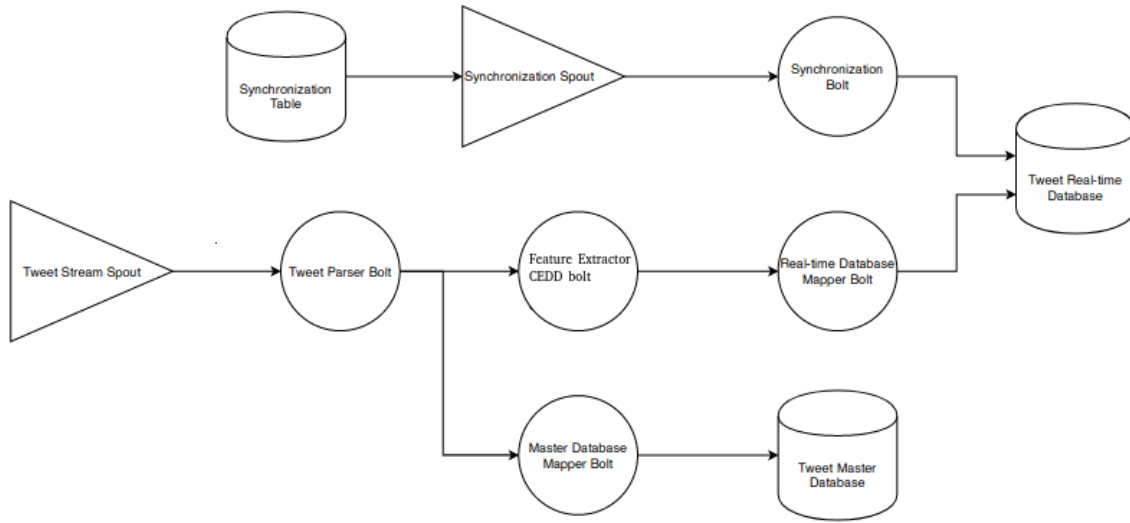 Synchronization
Table
Synchronization Spout
Synchronization
Bolt
Tweet Real-time
Database
Tweet Stream Spout
Tweet Parser Bolt
Feature Extractor
CEDD bolt
Real-time Database
Mapper Bolt
Master Database
Mapper Bolt
Tweet Master
Database